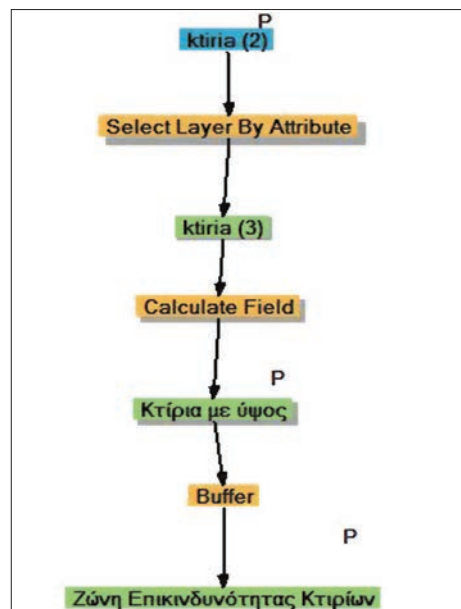 P
ktiria (2)
Select Layer By Attribute
ktiria (3)
Calculate Field
P
Κτίρια με ύψος
Buffer
P
Ζώνη Επικινδυνότητας Κτιρίων